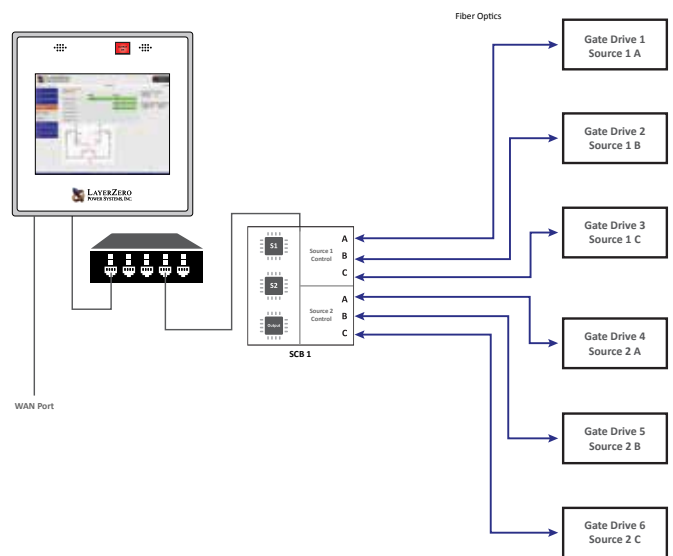 Fiber Optics
Gate Drive 1
Source 1 A
Gate Drive 2
Source 1 B
LAYERZERO
POWER SYSTEMS, INC.
Gate Drive 3
Source 1 C
S1
Source 1
Control
A
B
C
S2
Output
Source 2
Control
A
B
C
SCB 1
Gate Drive 4
Source 2 A
WAN Port
Gate Drive 5
Source 2 B
Gate Drive 6
Source 2 C